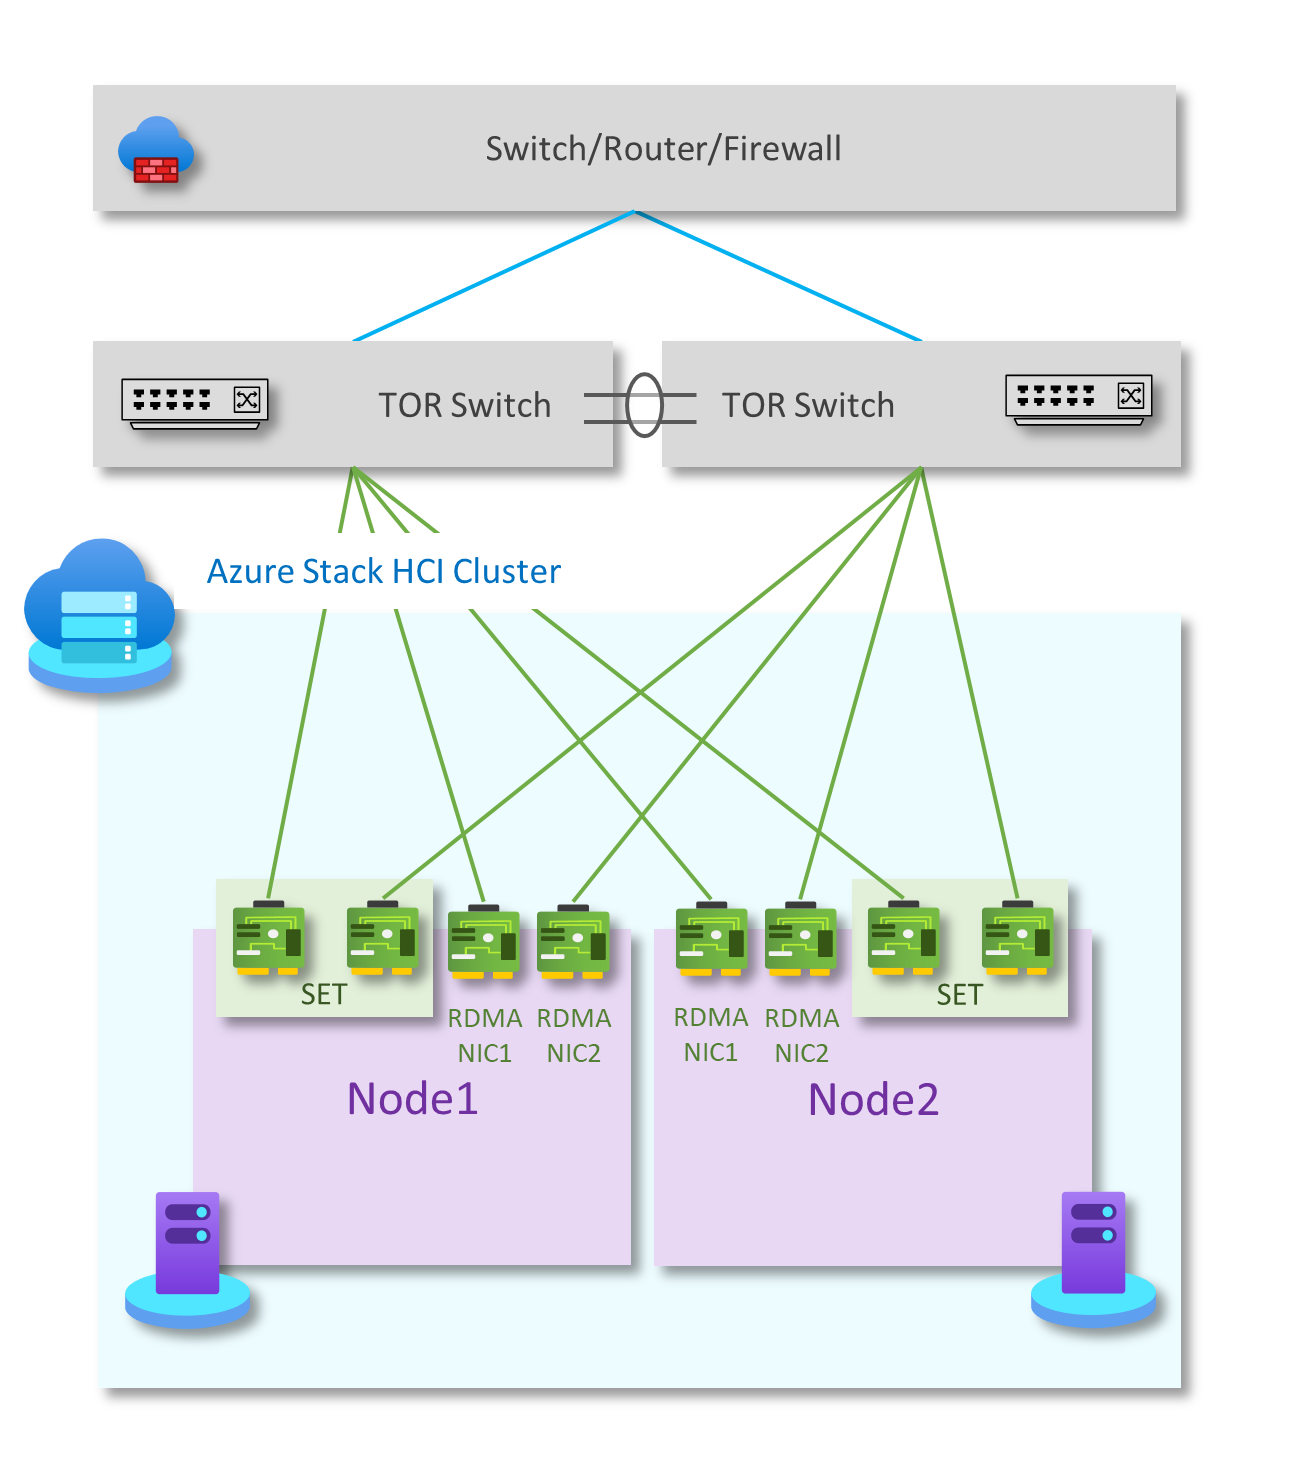 Switch/Router/Firewall
TOR Switch
TOR Switch
Azure Stack HCI Cluster
SET
RDMA
NIC1
RDMA
NIC2
Node1
RDMA
NIC1
RDMA
NIC2
SET
Node2